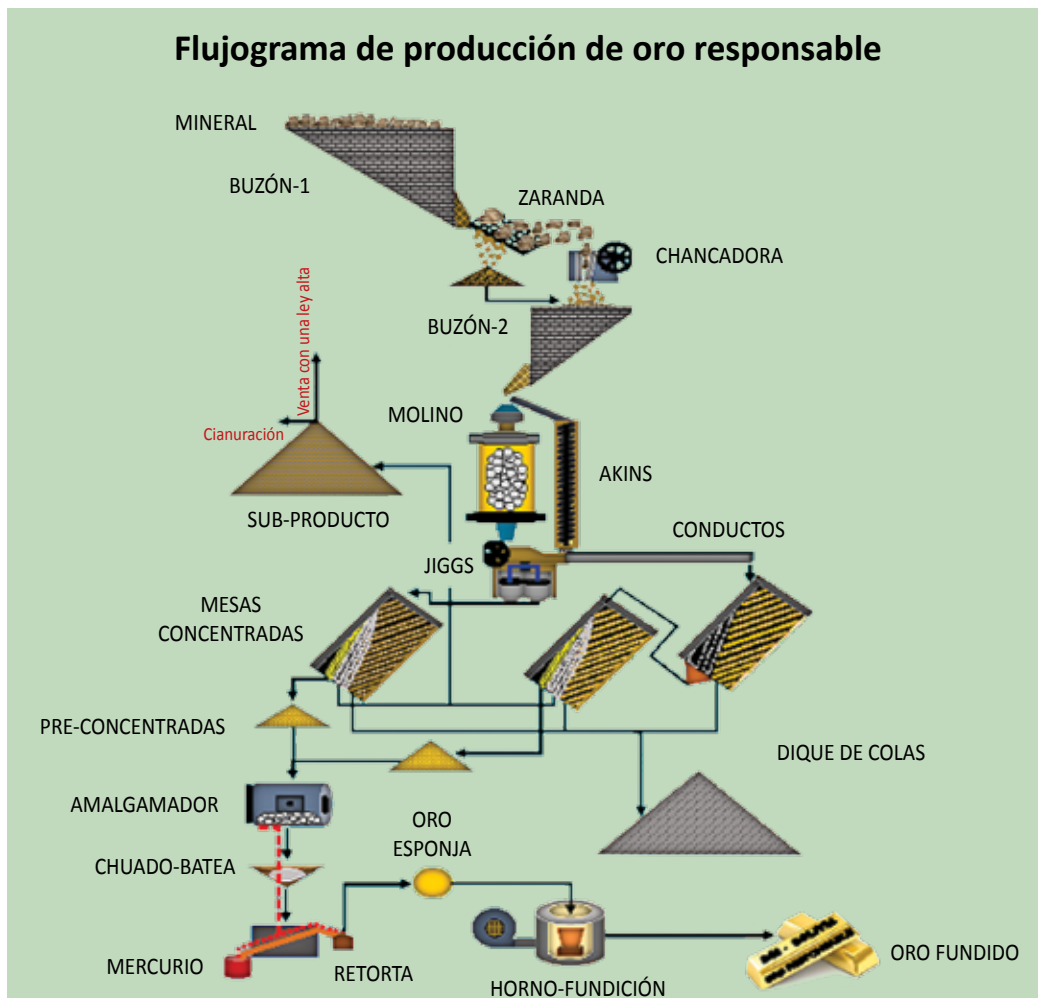 Flujograma de producción de oro responsable
MINERAL
BUZÓN-1
ZARANDA
CHANCADORA
BUZÓN-2
Venta con una ley alta
Cianuración
MOLINO
AKINS
SUB-PRODUCTO
CONDUCTOS
JIGGS
MESAS
CONCENTRADAS
PRE-CONCENTRADAS
DIQUE DE COLAS
AMALGAMADOR
ORO
ESPONJA
CHUADO-BATEA
MERCURIO
RETORTA
HORNO-FUNDICIÓN
ORO FUNDIDO